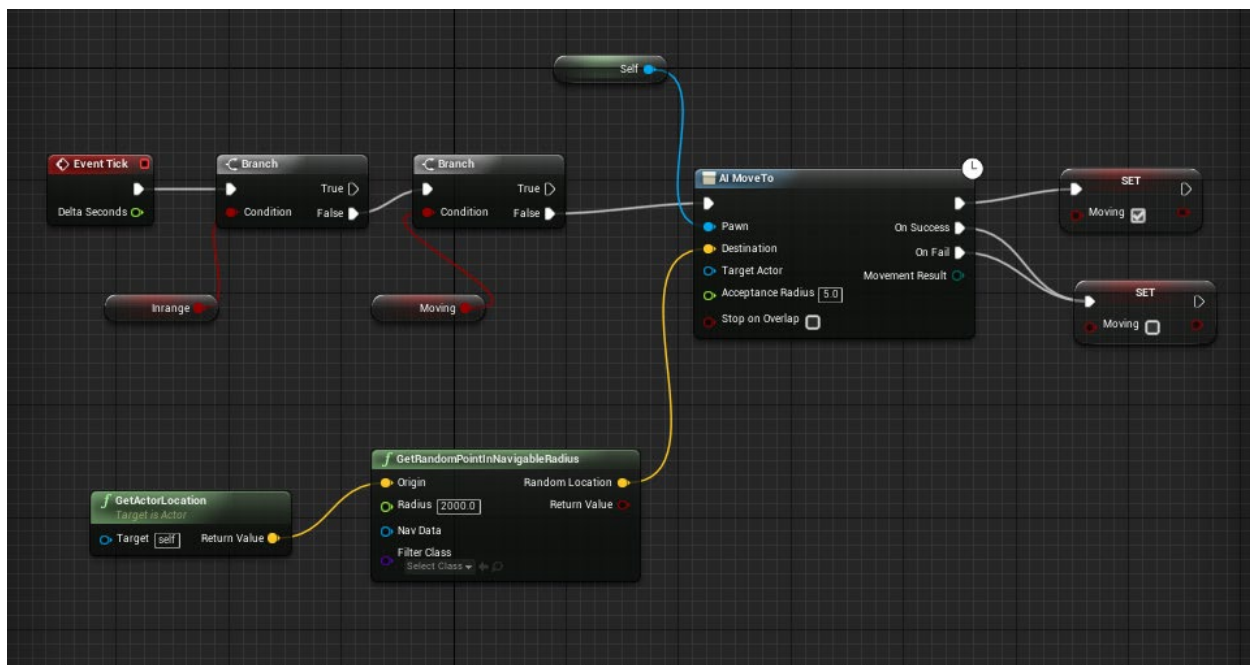 Self
Event Tick
Delta Seconds
Branch
True
Condition
False
Branch
True
Condition
False
Inrange
Moving
AI MoveTo
Pawn
Destination
Target Actor
Acceptance Radius 5.0
Stop on Overlap
On Success
On Fail
Movement Result
SET
Moving
SET
Moving
GetActorLocation
Target is Actor
Target self
Return Value
GetRandomPointInNavigableRadius
Origin
Random Location
Radius 2000.0
Return Value
Nav Data
Filter Class
Select Class